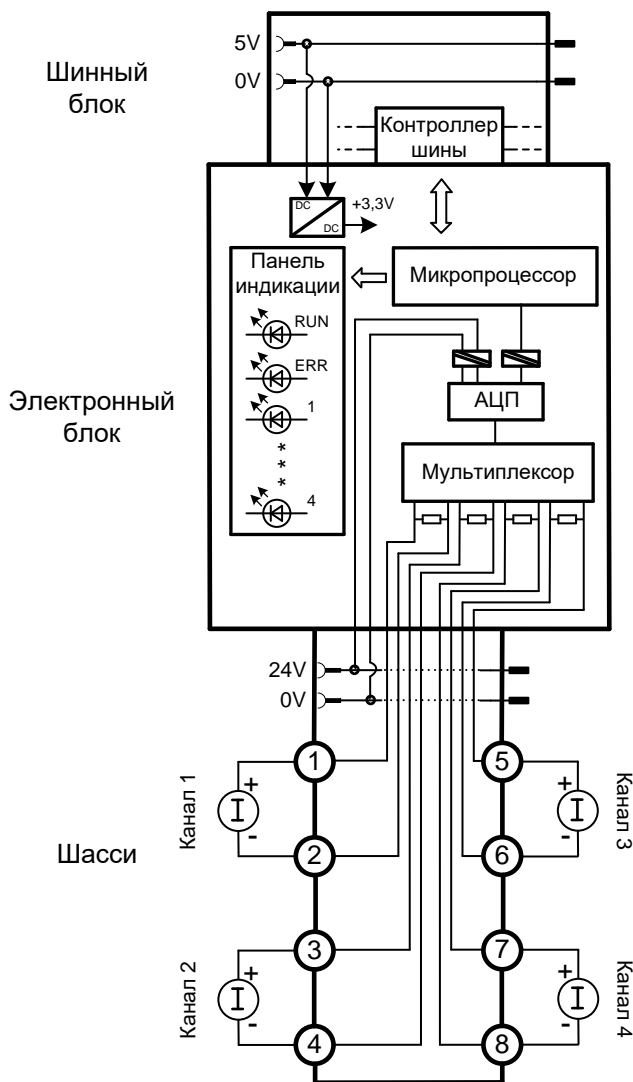 5V
0V
Шинный
блок
Контроллер
шины
DC
DC
+3,3V
Панель
индикации
Микропроцессор
RUN
ERR
1
* * *
4
АЦП
Мультиплексор
Электронный
блок
24V
0V
Шасси
Канал 1
+
I
-
1
2
Канал 2
+
I
-
3
4
5
6
+
I
-
Канал 3
7
8
+
I
-
Канал 4